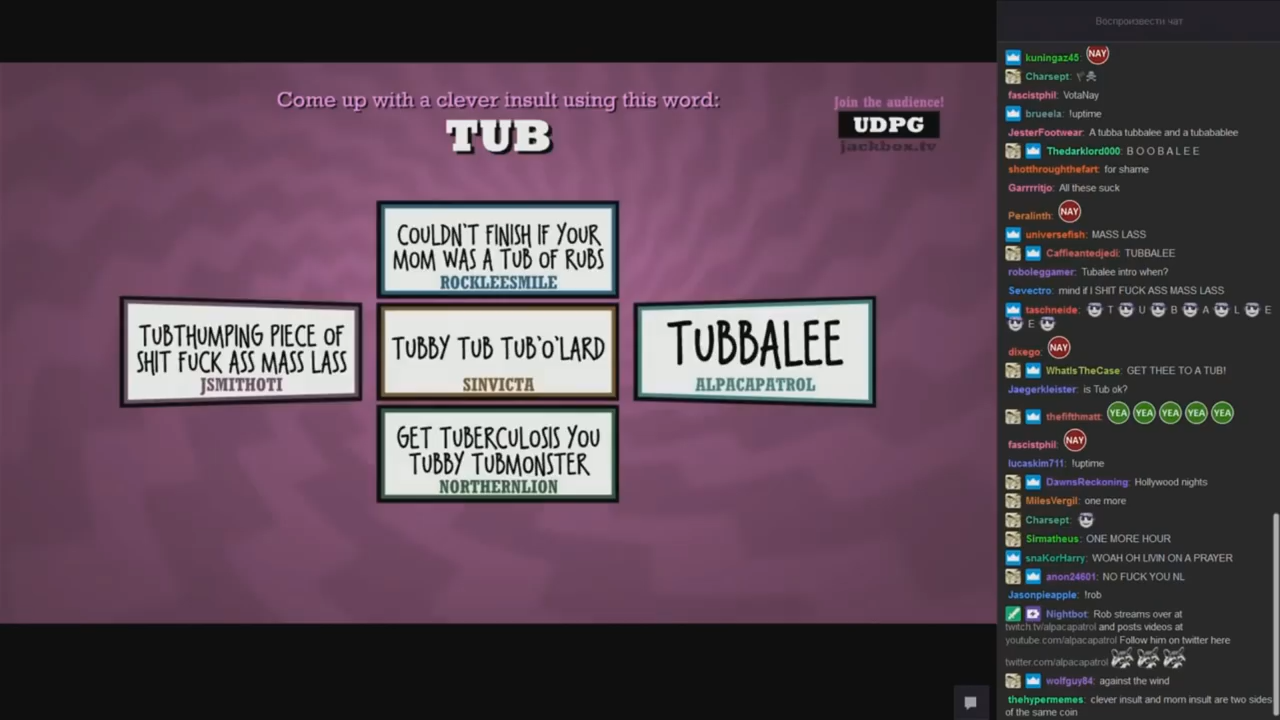 Come up with a clever insult using this word:
TUB
Join the audience!
UDPG
jackbox.tv
COULDN'T FINISH IF YOUR
MOM WAS A TUB OF RUBS
ROCKLEESMILE
TUBTHUMPING PIECE OF
SHIT FUCK ASS MASS LASS
JSMITHOTI
TUBBY TUB TUB'O'LARD
SINVICTA
TUBBALEE
ALPACAPATROL
GET TUBERCULOSIS YOU
TUBBY TUBMONSTER
NORTHERNLION
Воспроизвести чат
kuningaz45: NAY
Charsept:
fascistphil: VotaNay
brueela: !uptime
JesterFootwear: A tubba tubbalee and a tubabablee
Thedarklord000: B O O B A L E E
shotthroughthefart: for shame
Garrrritjo: All these suck
Peralinth: NAY
universefish: MASS LASS
Caffieantedjedi: TUBBALEE
roboleggamer: Tubalee intro when?
Sevectro: mind if I SHIT FUCK ASS MASS LASS
taschneide: T U B A L E
E
dixego: NAY
WhatIsTheCase: GET THEE TO A TUB!
Jaegerkleister: is Tub ok?
thefifthmatt: YEA YEA YEA YEA YEA
fascistphil: NAY
lucaskim711: !uptime
DawnsReckoning: Hollywood nights
MilesVergil: one more
Charsept:
Sirmatheus: ONE MORE HOUR
snaKorHarry: WOAH OH LIVIN ON A PRAYER
anon24601: NO FUCK YOU NL
Jasonpieapple: !rob
Nightbot: Rob streams over at
twitch.tv/alpacapatrol and posts videos at
youtube.com/alpacapatrol Follow him on twitter here
twitter.com/alpacapatrol
wolfguy84: against the wind
thehypermemes: clever insult and mom insult are two sides
of the same coin